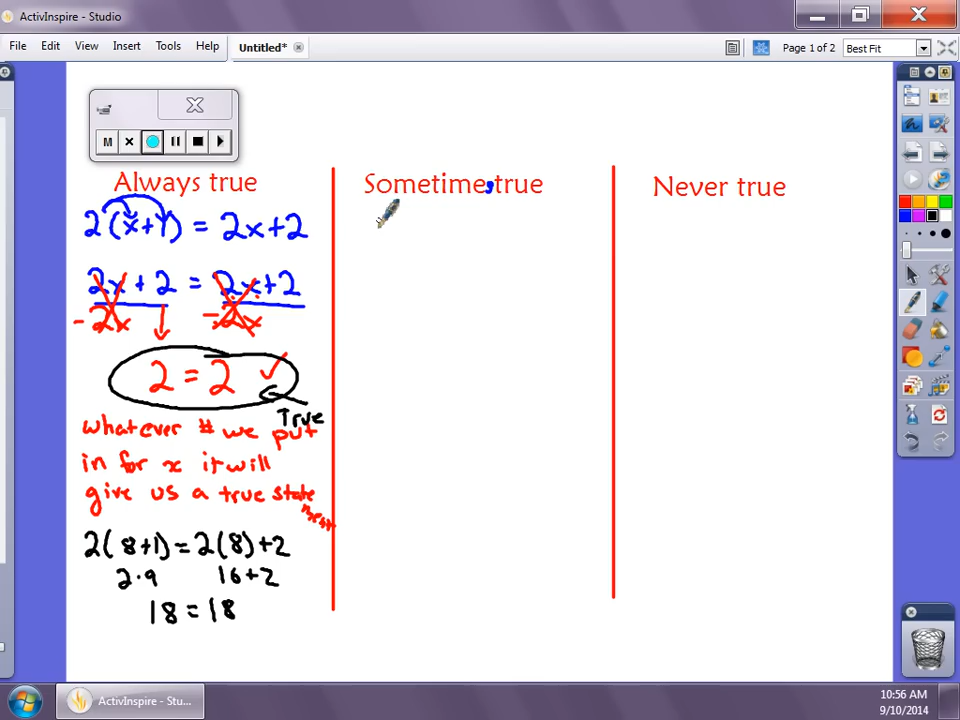 ActivInspire - Studio
File Edit View Insert Tools Help Untitled* Page 1 of 2 Best Fit
M
Always true
Sometime,true
Never true
2(x+1) = 2x+2
2x + 2 = 2x+2
-2x -2x
2 = 2 ✓
True
whatever # we put
in for x it will
give us a true state
ment
2(8+1)=2(8)+2
2·9 16+2
18=18
ActivInspire - Stu...
10:56 AM
9/10/2014